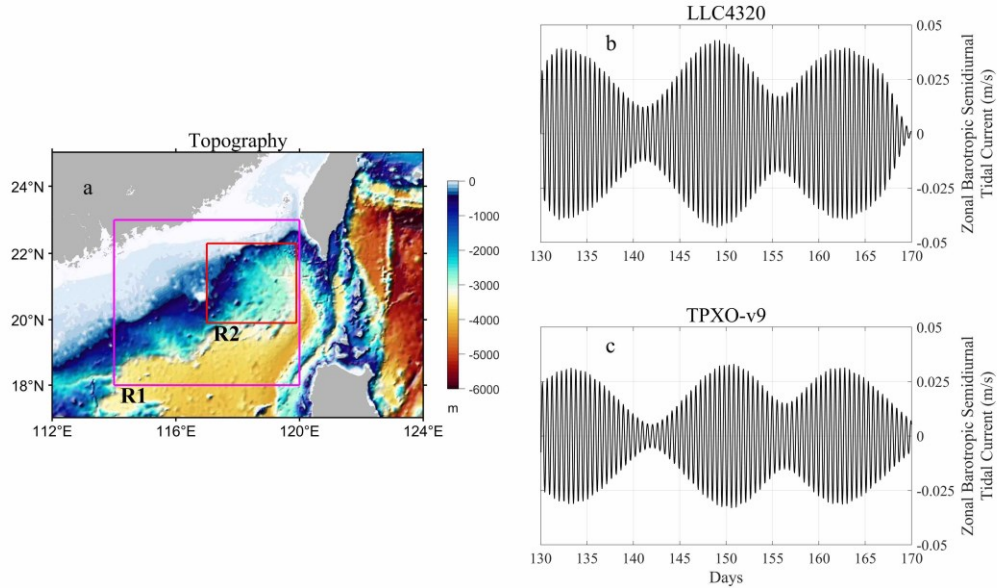 Topography
a
24°N
22°N
20°N
18°N
112°E
116°E
120°E
124°E
R2
R1
0
-1000
-2000
-3000
-4000
-5000
-6000
m
LLC4320
b
0.05
0.025
0
-0.025
-0.05
130 135 140 145 150 155 160 165 170
Zonal Barotropic Semidiurnal
Tidal Current (m/s)
TPXO-v9
c
0.05
0.025
0
-0.025
-0.05
130 135 140 145 150 155 160 165 170
Days
Zonal Barotropic Semidiurnal
Tidal Current (m/s)